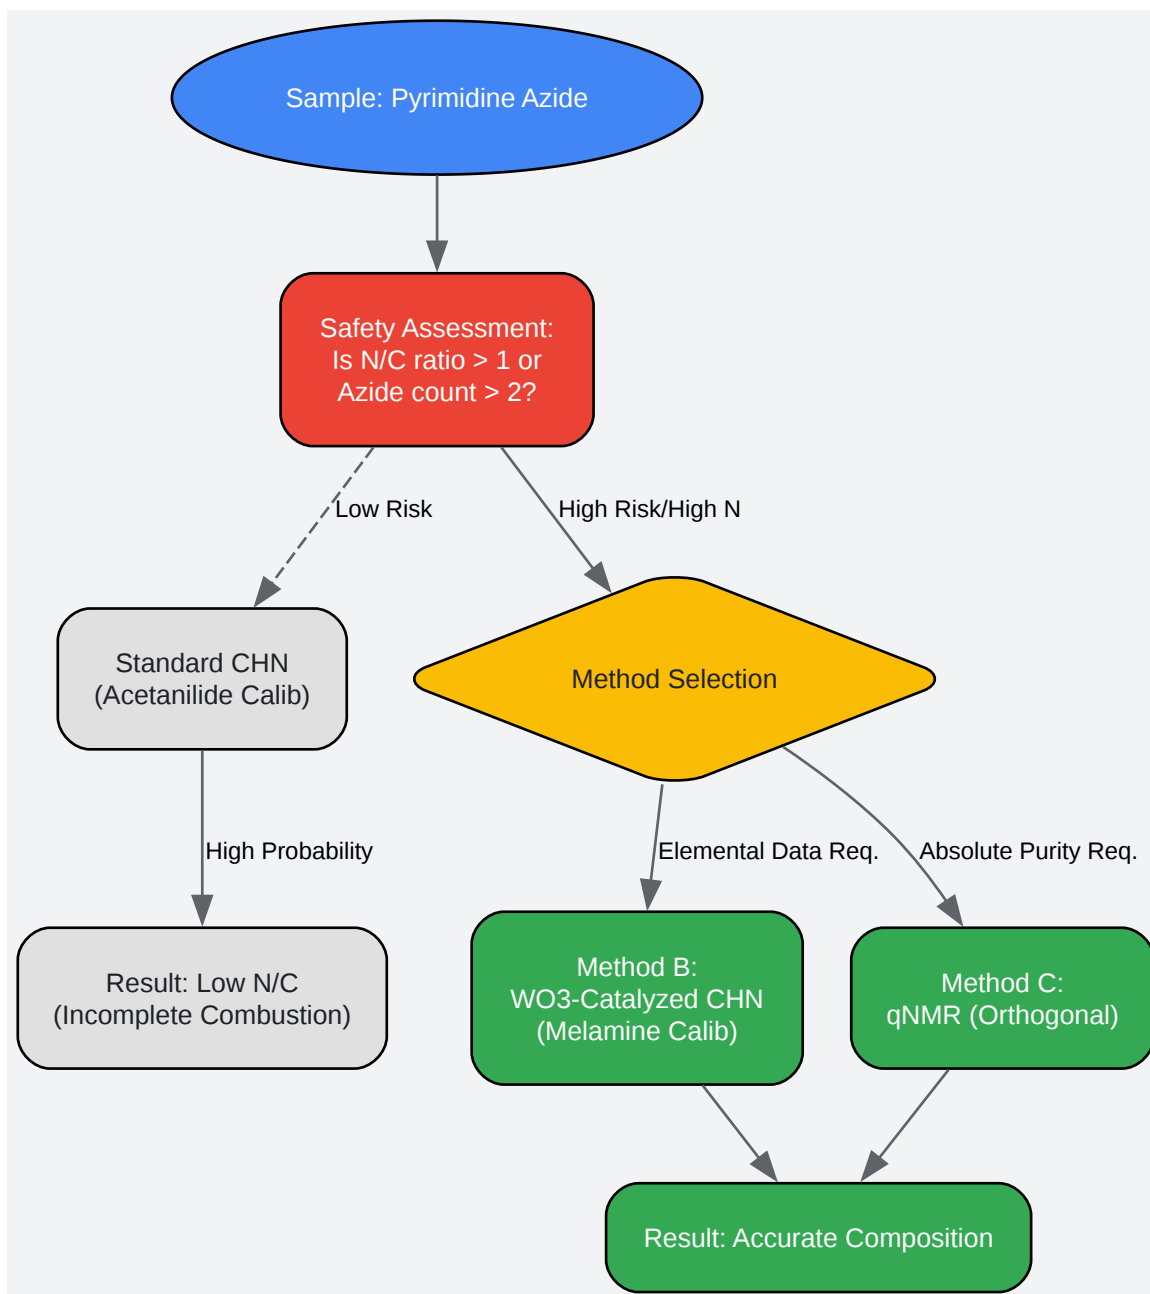 Sample: Pyrimidine Azide
Safety Assessment:
Is N/C ratio > 1 or
Azide count > 2?
Low Risk
High Risk/High N
Standard CHN
(Acetanilide Calib)
Method Selection
High Probability
Elemental Data Req.
Absolute Purity Req.
Result: Low N/C
(Incomplete Combustion)
Method B:
WO3-Catalyzed CHN
(Melamine Calib)
Method C:
qNMR (Orthogonal)
Result: Accurate Composition